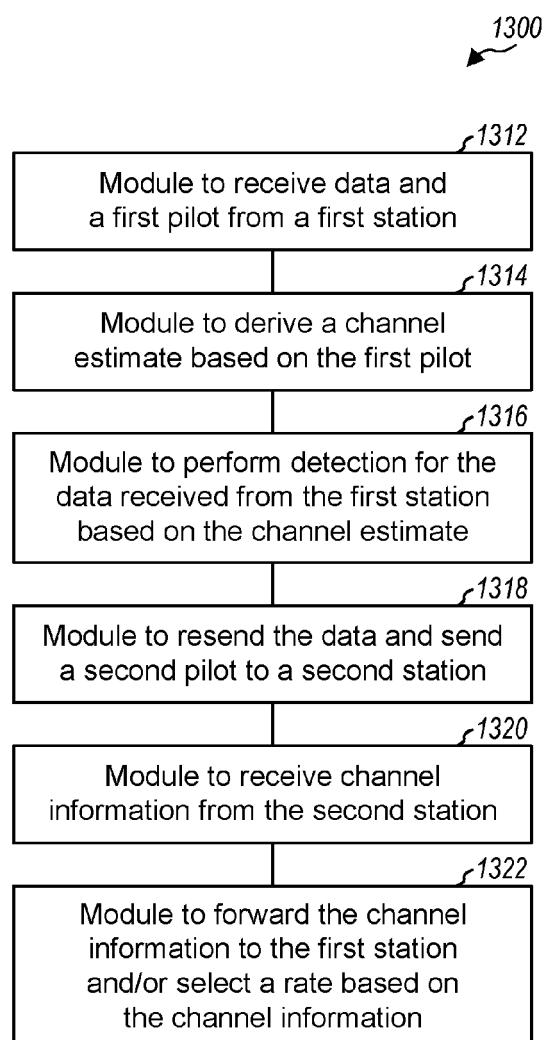 1300
1312
Module to receive data and
a first pilot from a first station
1314
Module to derive a channel
estimate based on the first pilot
1316
Module to perform detection for the
data received from the first station
based on the channel estimate
1318
Module to resend the data and send
a second pilot to a second station
1320
Module to receive channel
information from the second station
1322
Module to forward the channel
information to the first station
and/or select a rate based on
the channel information